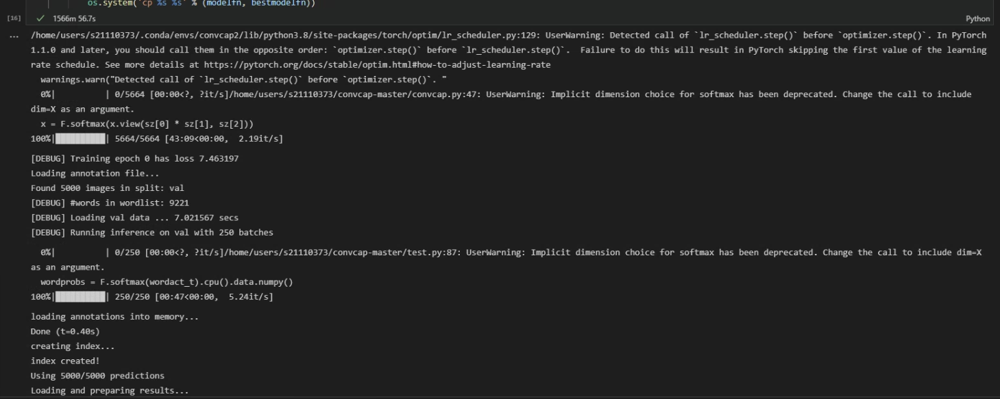 os.system('cp %s %s' % (modelfn, bestmodelfn))
[16] ✓ 1566m 56.7s Python
... /home/users/s21110373/.conda/envs/convcap2/lib/python3.8/site-packages/torch/optim/lr_scheduler.py:129: UserWarning: Detected call of `lr_scheduler.step()` before `optimizer.step()`. In PyTorch
1.1.0 and later, you should call them in the opposite order: `optimizer.step()` before `lr_scheduler.step()`.  Failure to do this will result in PyTorch skipping the first value of the learning
rate schedule. See more details at https://pytorch.org/docs/stable/optim.html#how-to-adjust-learning-rate
  warnings.warn("Detected call of `lr_scheduler.step()` before `optimizer.step()`. "
  0%|          | 0/5664 [00:00<?, ?it/s]/home/users/s21110373/convcap-master/convcap.py:47: UserWarning: Implicit dimension choice for softmax has been deprecated. Change the call to include
dim=X as an argument.
  x = F.softmax(x.view(sz[0] * sz[1], sz[2]))
100%|██████████| 5664/5664 [43:09<00:00,  2.19it/s]
[DEBUG] Training epoch 0 has loss 7.463197
Loading annotation file...
Found 5000 images in split: val
[DEBUG] #words in wordlist: 9221
[DEBUG] Loading val data ... 7.021567 secs
[DEBUG] Running inference on val with 250 batches
  0%|          | 0/250 [00:00<?, ?it/s]/home/users/s21110373/convcap-master/test.py:87: UserWarning: Implicit dimension choice for softmax has been deprecated. Change the call to include dim=X
as an argument.
  wordprobs = F.softmax(wordact_t).cpu().data.numpy()
100%|██████████| 250/250 [00:47<00:00,  5.24it/s]
loading annotations into memory...
Done (t=0.40s)
creating index...
index created!
Using 5000/5000 predictions
Loading and preparing results...